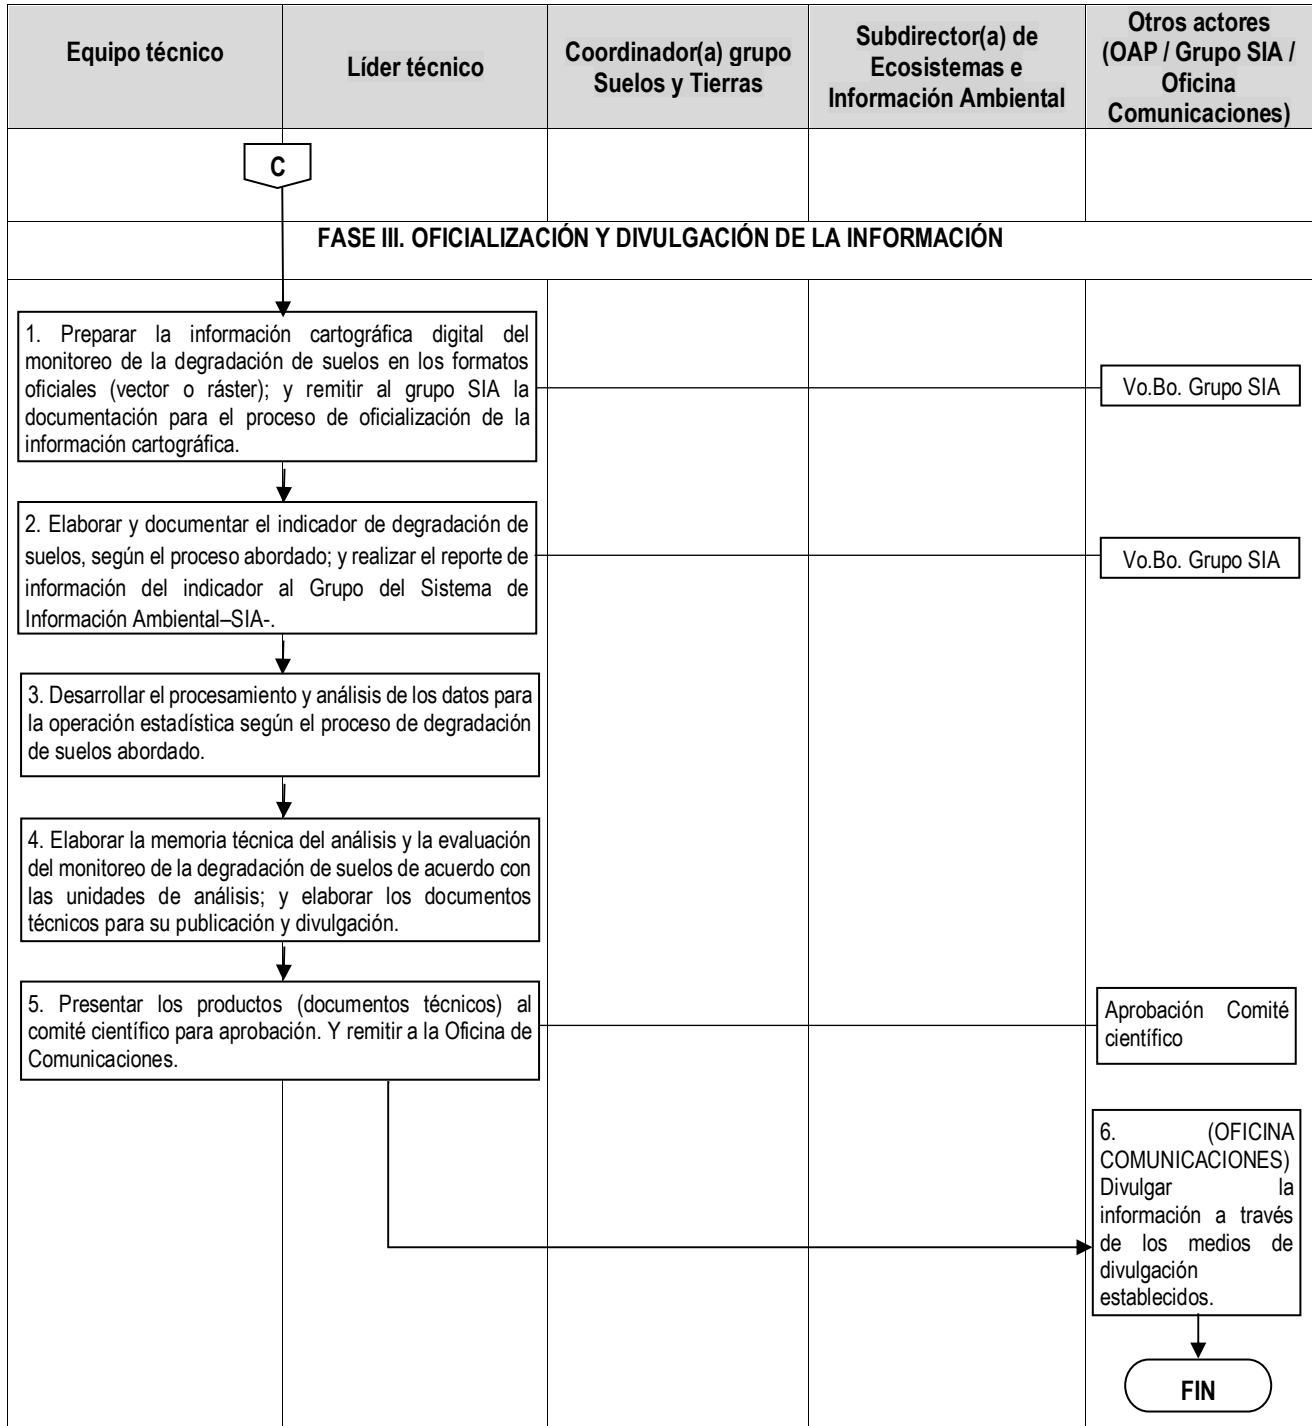 Equipo técnico
Líder técnico
Coordinador(a) grupo
Suelos y Tierras
Subdirector(a) de
Ecosistemas e
Información Ambiental
Otros actores
(OAP / Grupo SIA /
Oficina
Comunicaciones)
C
FASE III. OFICIALIZACIÓN Y DIVULGACIÓN DE LA INFORMACIÓN
1. Preparar la información cartográfica digital del
monitoreo de la degradación de suelos en los formatos
oficiales (vector o ráster); y remitir al grupo SIA la
documentación para el proceso de oficialización de la
información cartográfica.
Vo.Bo. Grupo SIA
2. Elaborar y documentar el indicador de degradación de
suelos, según el proceso abordado; y realizar el reporte de
información del indicador al Grupo del Sistema de
Información Ambiental–SIA-.
Vo.Bo. Grupo SIA
3. Desarrollar el procesamiento y análisis de los datos para
la operación estadística según el proceso de degradación
de suelos abordado.
4. Elaborar la memoria técnica del análisis y la evaluación
del monitoreo de la degradación de suelos de acuerdo con
las unidades de análisis; y elaborar los documentos
técnicos para su publicación y divulgación.
5. Presentar los productos (documentos técnicos) al
comité científico para aprobación. Y remitir a la Oficina de
Comunicaciones.
Aprobación Comité
científico
6. (OFICINA
COMUNICACIONES)
Divulgar la
información a través
de los medios de
divulgación
establecidos.
FIN